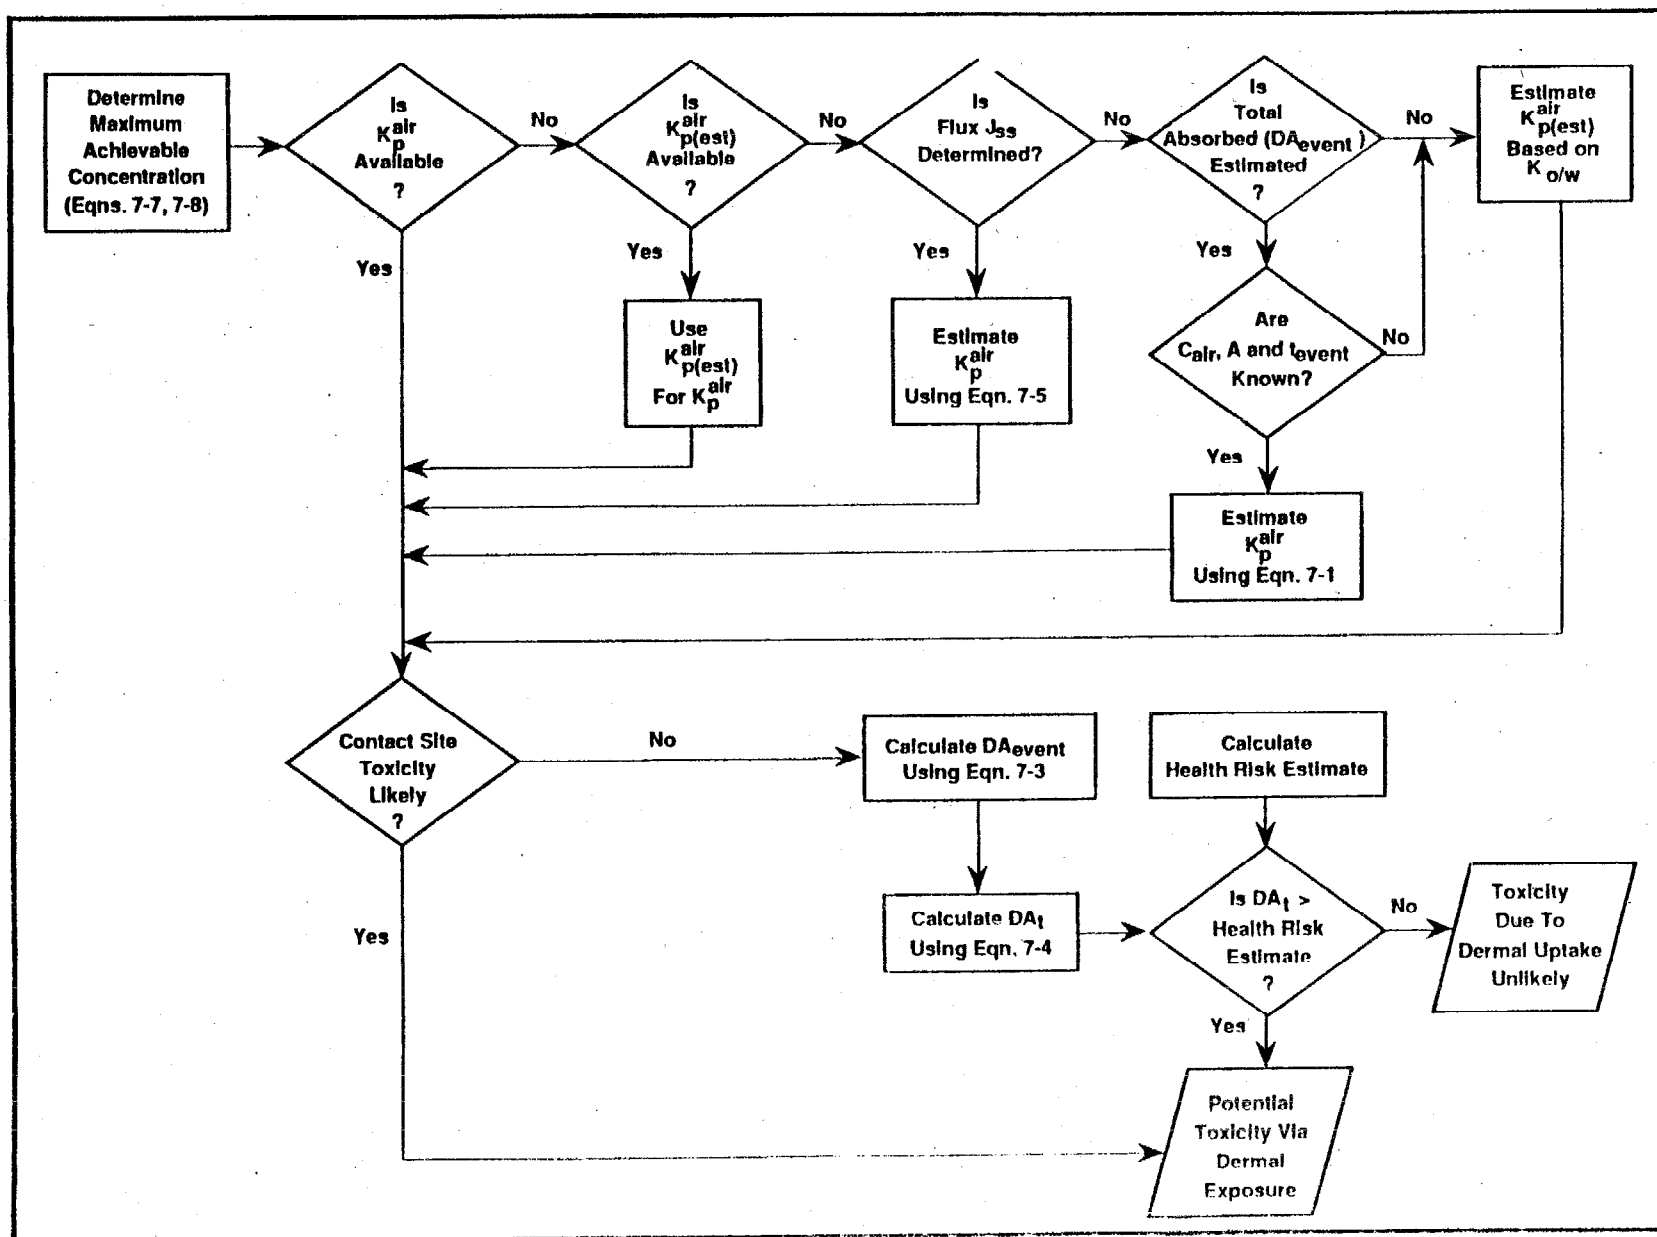 Determine
Maximum
Achievable
Concentration
(Eqns. 7-7, 7-8)
Is
K_p^air
Available
?
No
Yes
Is
K_p(est)^air
Available
?
No
Yes
Is
Flux J_ss
Determined?
No
Yes
Is
Total
Absorbed (DA_event)
Estimated
?
No
Yes
Estimate
K_p(est)^air
Based on
K_o/w
Use
K_p(est)^air
For K_p^air
Estimate
K_p^air
Using Eqn. 7-5
Are
C_air, A and t_event
Known?
No
Yes
Estimate
K_p^air
Using Eqn. 7-1
Contact Site
Toxicity
Likely
?
No
Yes
Calculate DA_event
Using Eqn. 7-3
Calculate
Health Risk Estimate
Calculate DA_t
Using Eqn. 7-4
Is DA_t >
Health Risk
Estimate
?
No
Yes
Toxicity
Due To
Dermal Uptake
Unlikely
Potential
Toxicity Via
Dermal
Exposure